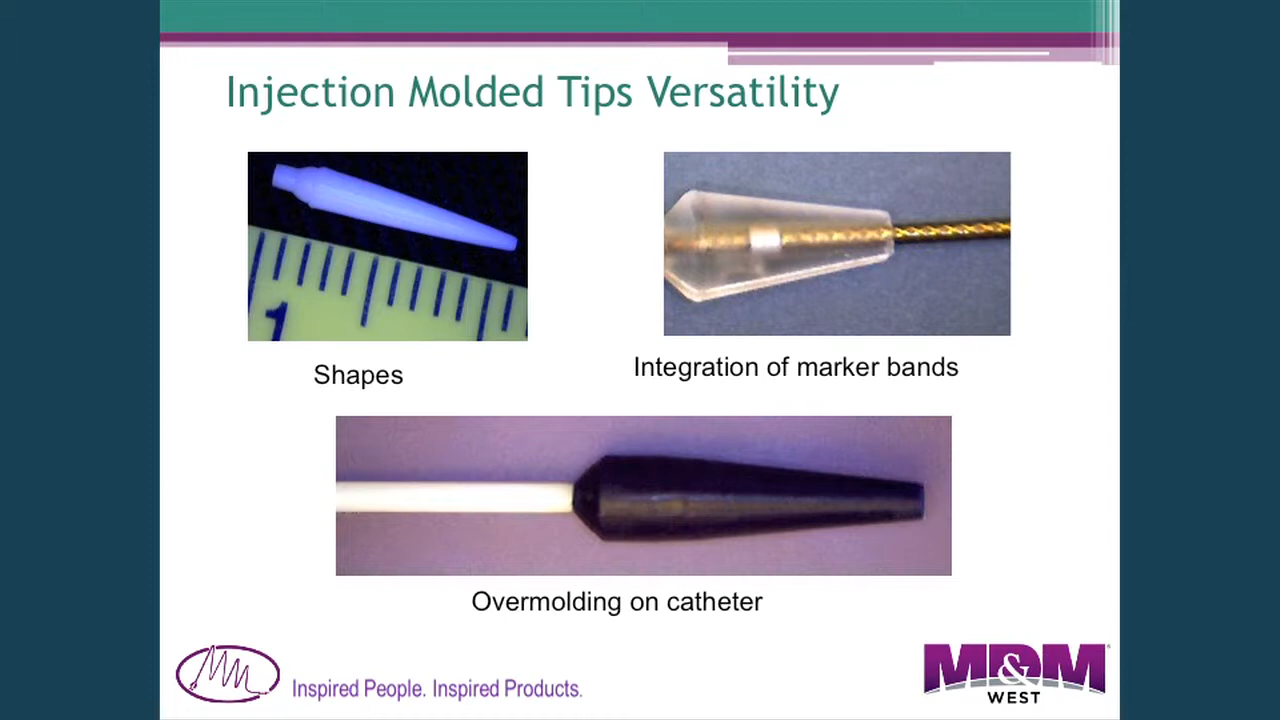 Injection Molded Tips Versatility
1
Shapes
Integration of marker bands
Overmolding on catheter
MM
Inspired People. Inspired Products.
MD&M
WEST